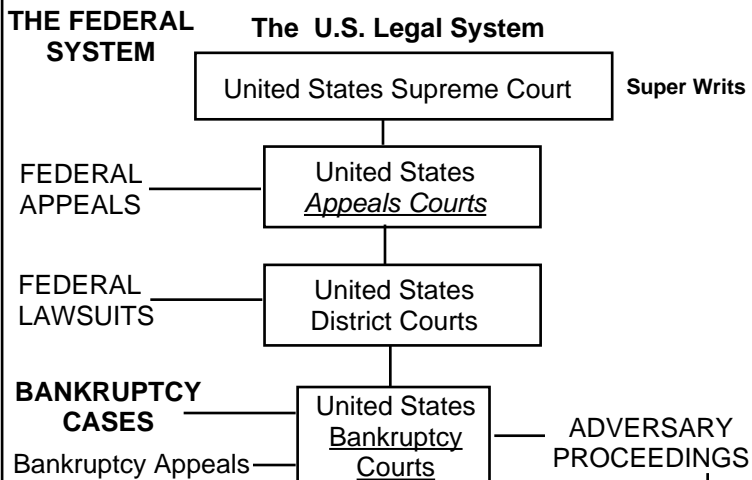 THE FEDERAL
SYSTEM
The U.S. Legal System
United States Supreme Court
Super Writs
FEDERAL
APPEALS
United States
Appeals Courts
FEDERAL
LAWSUITS
United States
District Courts
BANKRUPTCY
CASES
Bankruptcy Appeals
United States
Bankruptcy
Courts
ADVERSARY
PROCEEDINGS